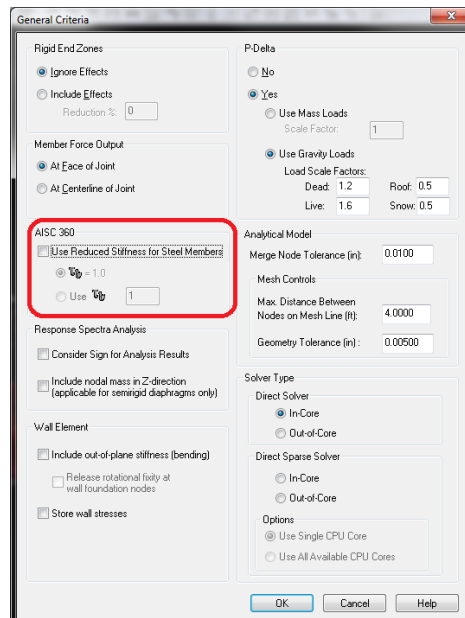 General Criteria
Rigid End Zones
Ignore Effects
Include Effects
Reduction %: 0
Member Force Output
At Face of Joint
At Centerline of Joint
AISC 360
Use Reduced Stiffness for Steel Members
τb = 1.0
Use τb 1
Response Spectra Analysis
Consider Sign for Analysis Results
Include nodal mass in Z-direction
(applicable for semirigid diaphragms only)
Wall Element
Include out-of-plane stiffness (bending)
Release rotational fixity at
wall foundation nodes
Store wall stresses
P-Delta
No
Yes
Use Mass Loads
Scale Factor: 1
Use Gravity Loads
Load Scale Factors:
Dead: 1.2 Roof: 0.5
Live: 1.6 Snow: 0.5
Analytical Model
Merge Node Tolerance (in): 0.0100
Mesh Controls
Max. Distance Between
Nodes on Mesh Line (ft): 4.0000
Geometry Tolerance (in) : 0.00500
Solver Type
Direct Solver
In-Core
Out-of-Core
Direct Sparse Solver
In-Core
Out-of-Core
Options
Use Single CPU Core
Use All Available CPU Cores
OK Cancel Help